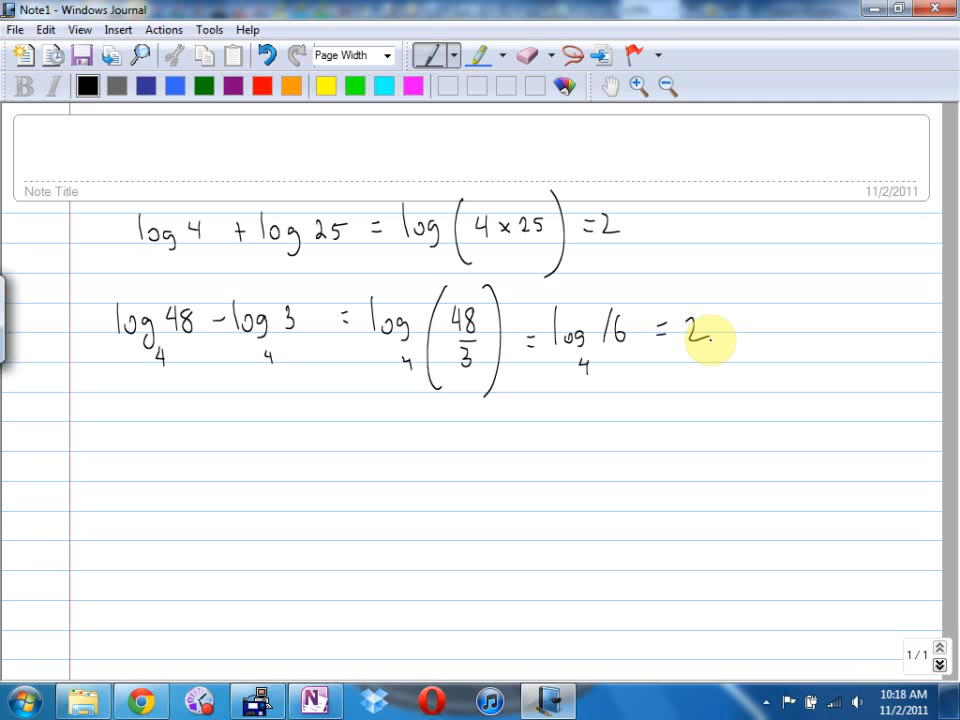 Note1 - Windows Journal
File Edit View Insert Actions Tools Help
Page Width
B I
Note Title 11/2/2011
log 4 + log 25 = log (4 × 25) = 2
log₄ 48 - log₄ 3 = log₄ (48/3) = log₄ 16 = 2.
1 / 1
10:18 AM
11/2/2011